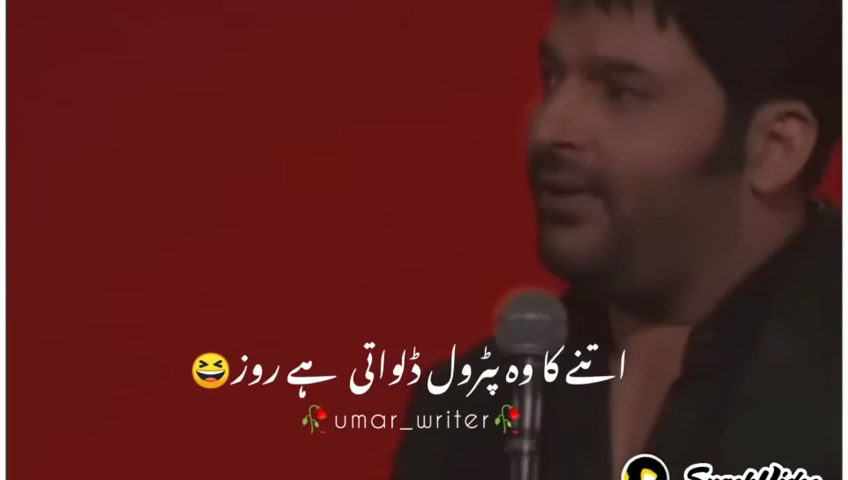 اتنے کا وہ پٹرول ڈلواتی ہے روز😆
🥀umar_writer🥀